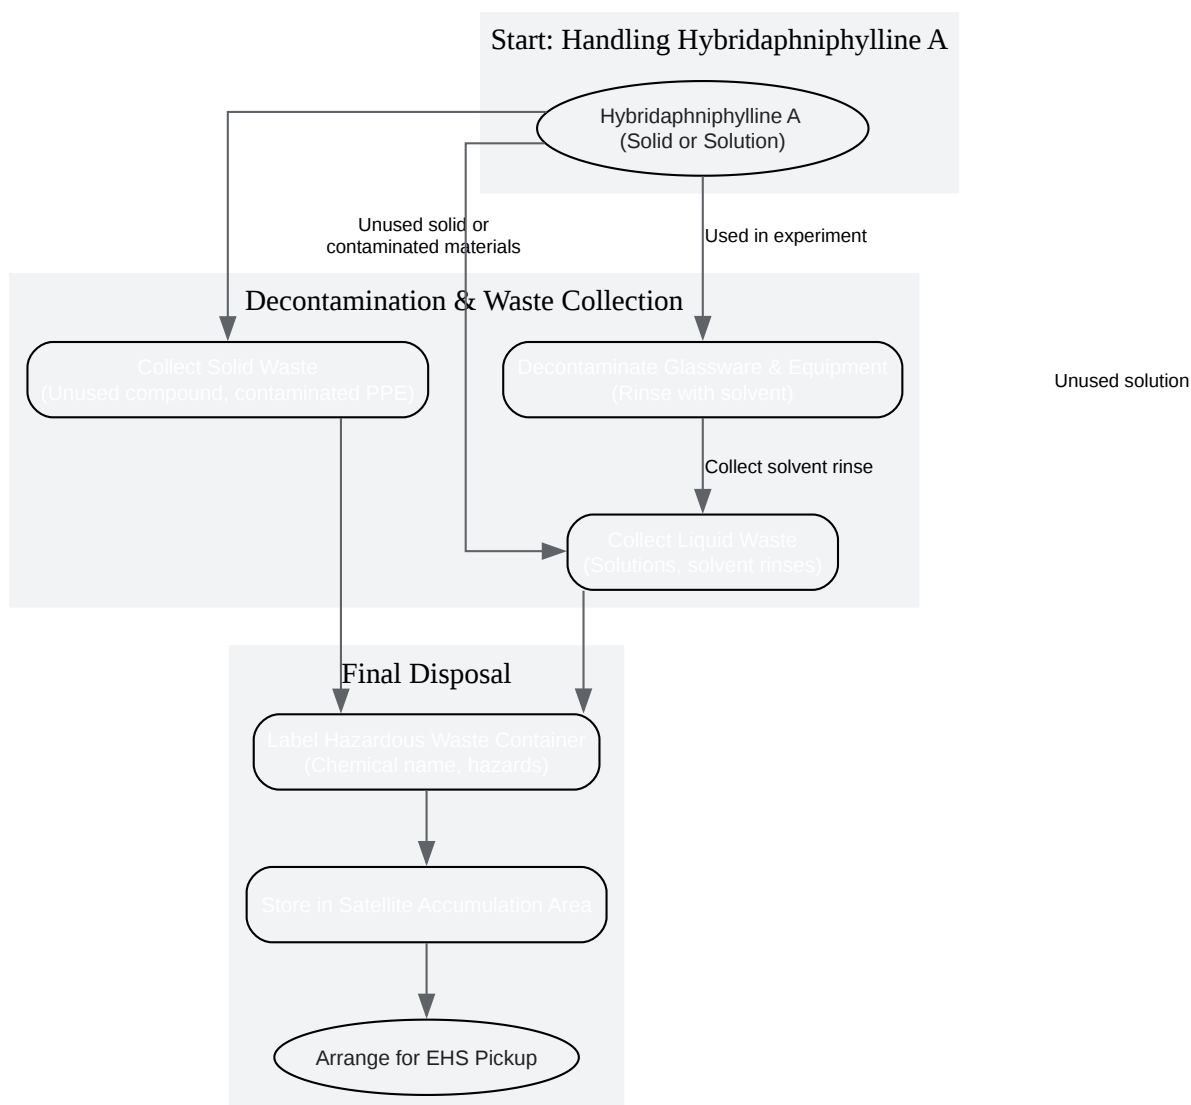 Start: Handling Hybridaphniphylline A
Hybridaphniphylline A
(Solid or Solution)
Unused solid or
contaminated materials
Used in experiment
Decontamination & Waste Collection
Collect Solid Waste
(Unused compound, contaminated PPE)
Decontaminate Glassware & Equipment
(Rinse with solvent)
Unused solution
Collect solvent rinse
Collect Liquid Waste
(Solutions, solvent rinses)
Final Disposal
Label Hazardous Waste Container
(Chemical name, hazards)
Store in Satellite Accumulation Area
Arrange for EHS Pickup